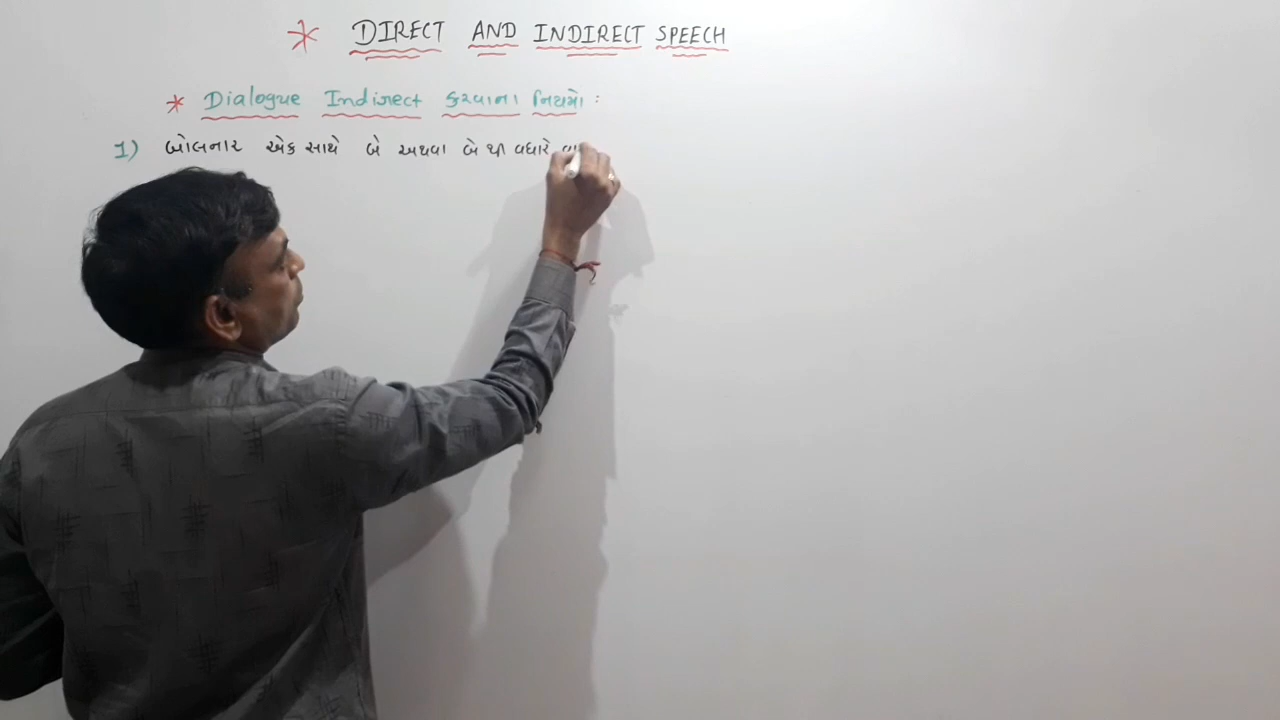 * DIRECT AND INDIRECT SPEECH
* Dialogue Indirect કરવાના નિયમો :
1) બોલનાર એક સાથે બે અથવા બે થી વધારે